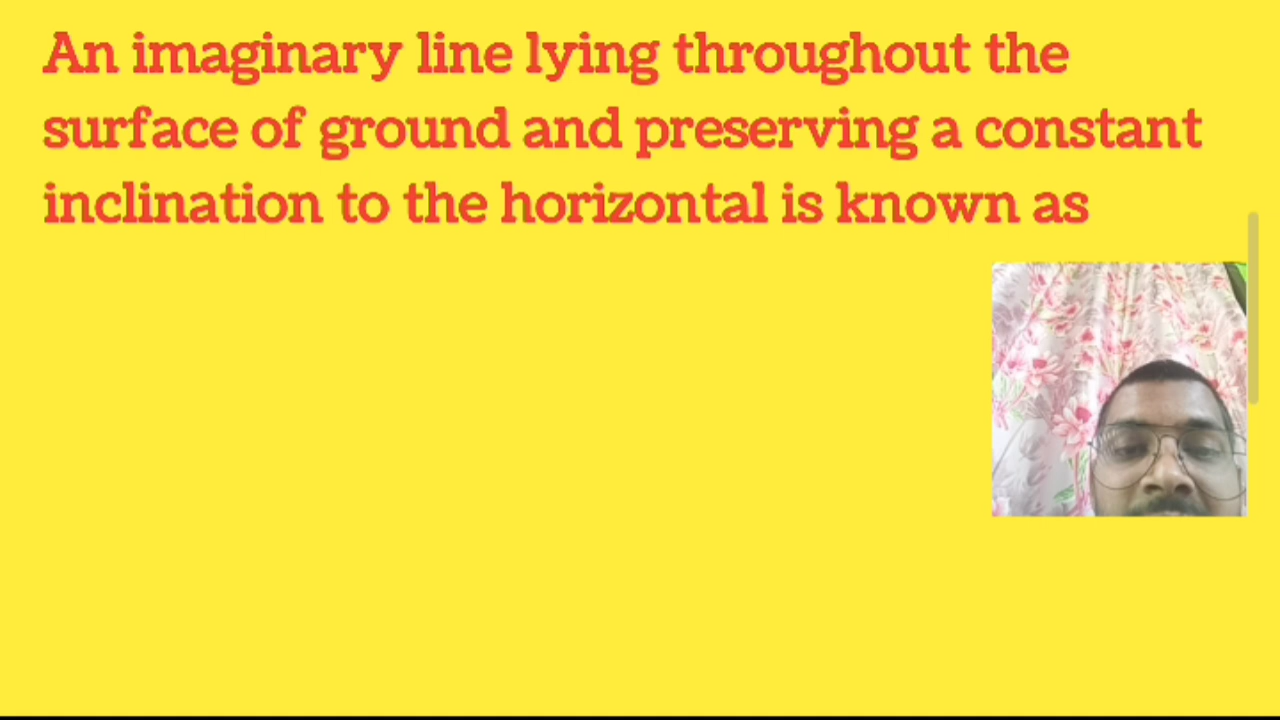 An imaginary line lying throughout the
surface of ground and preserving a constant
inclination to the horizontal is known as